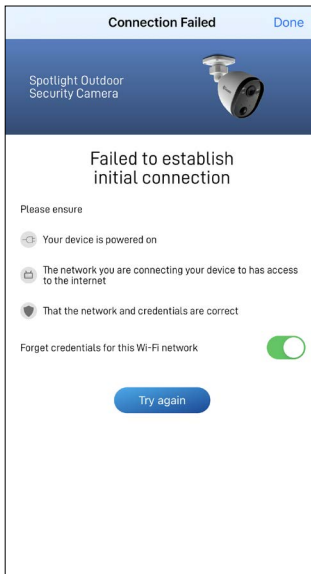 Connection Failed Done
Spotlight Outdoor
Security Camera
Failed to establish
initial connection
Please ensure
Your device is powered on
The network you are connecting your device to has access
to the internet
That the network and credentials are correct
Forget credentials for this Wi-Fi network
Try again